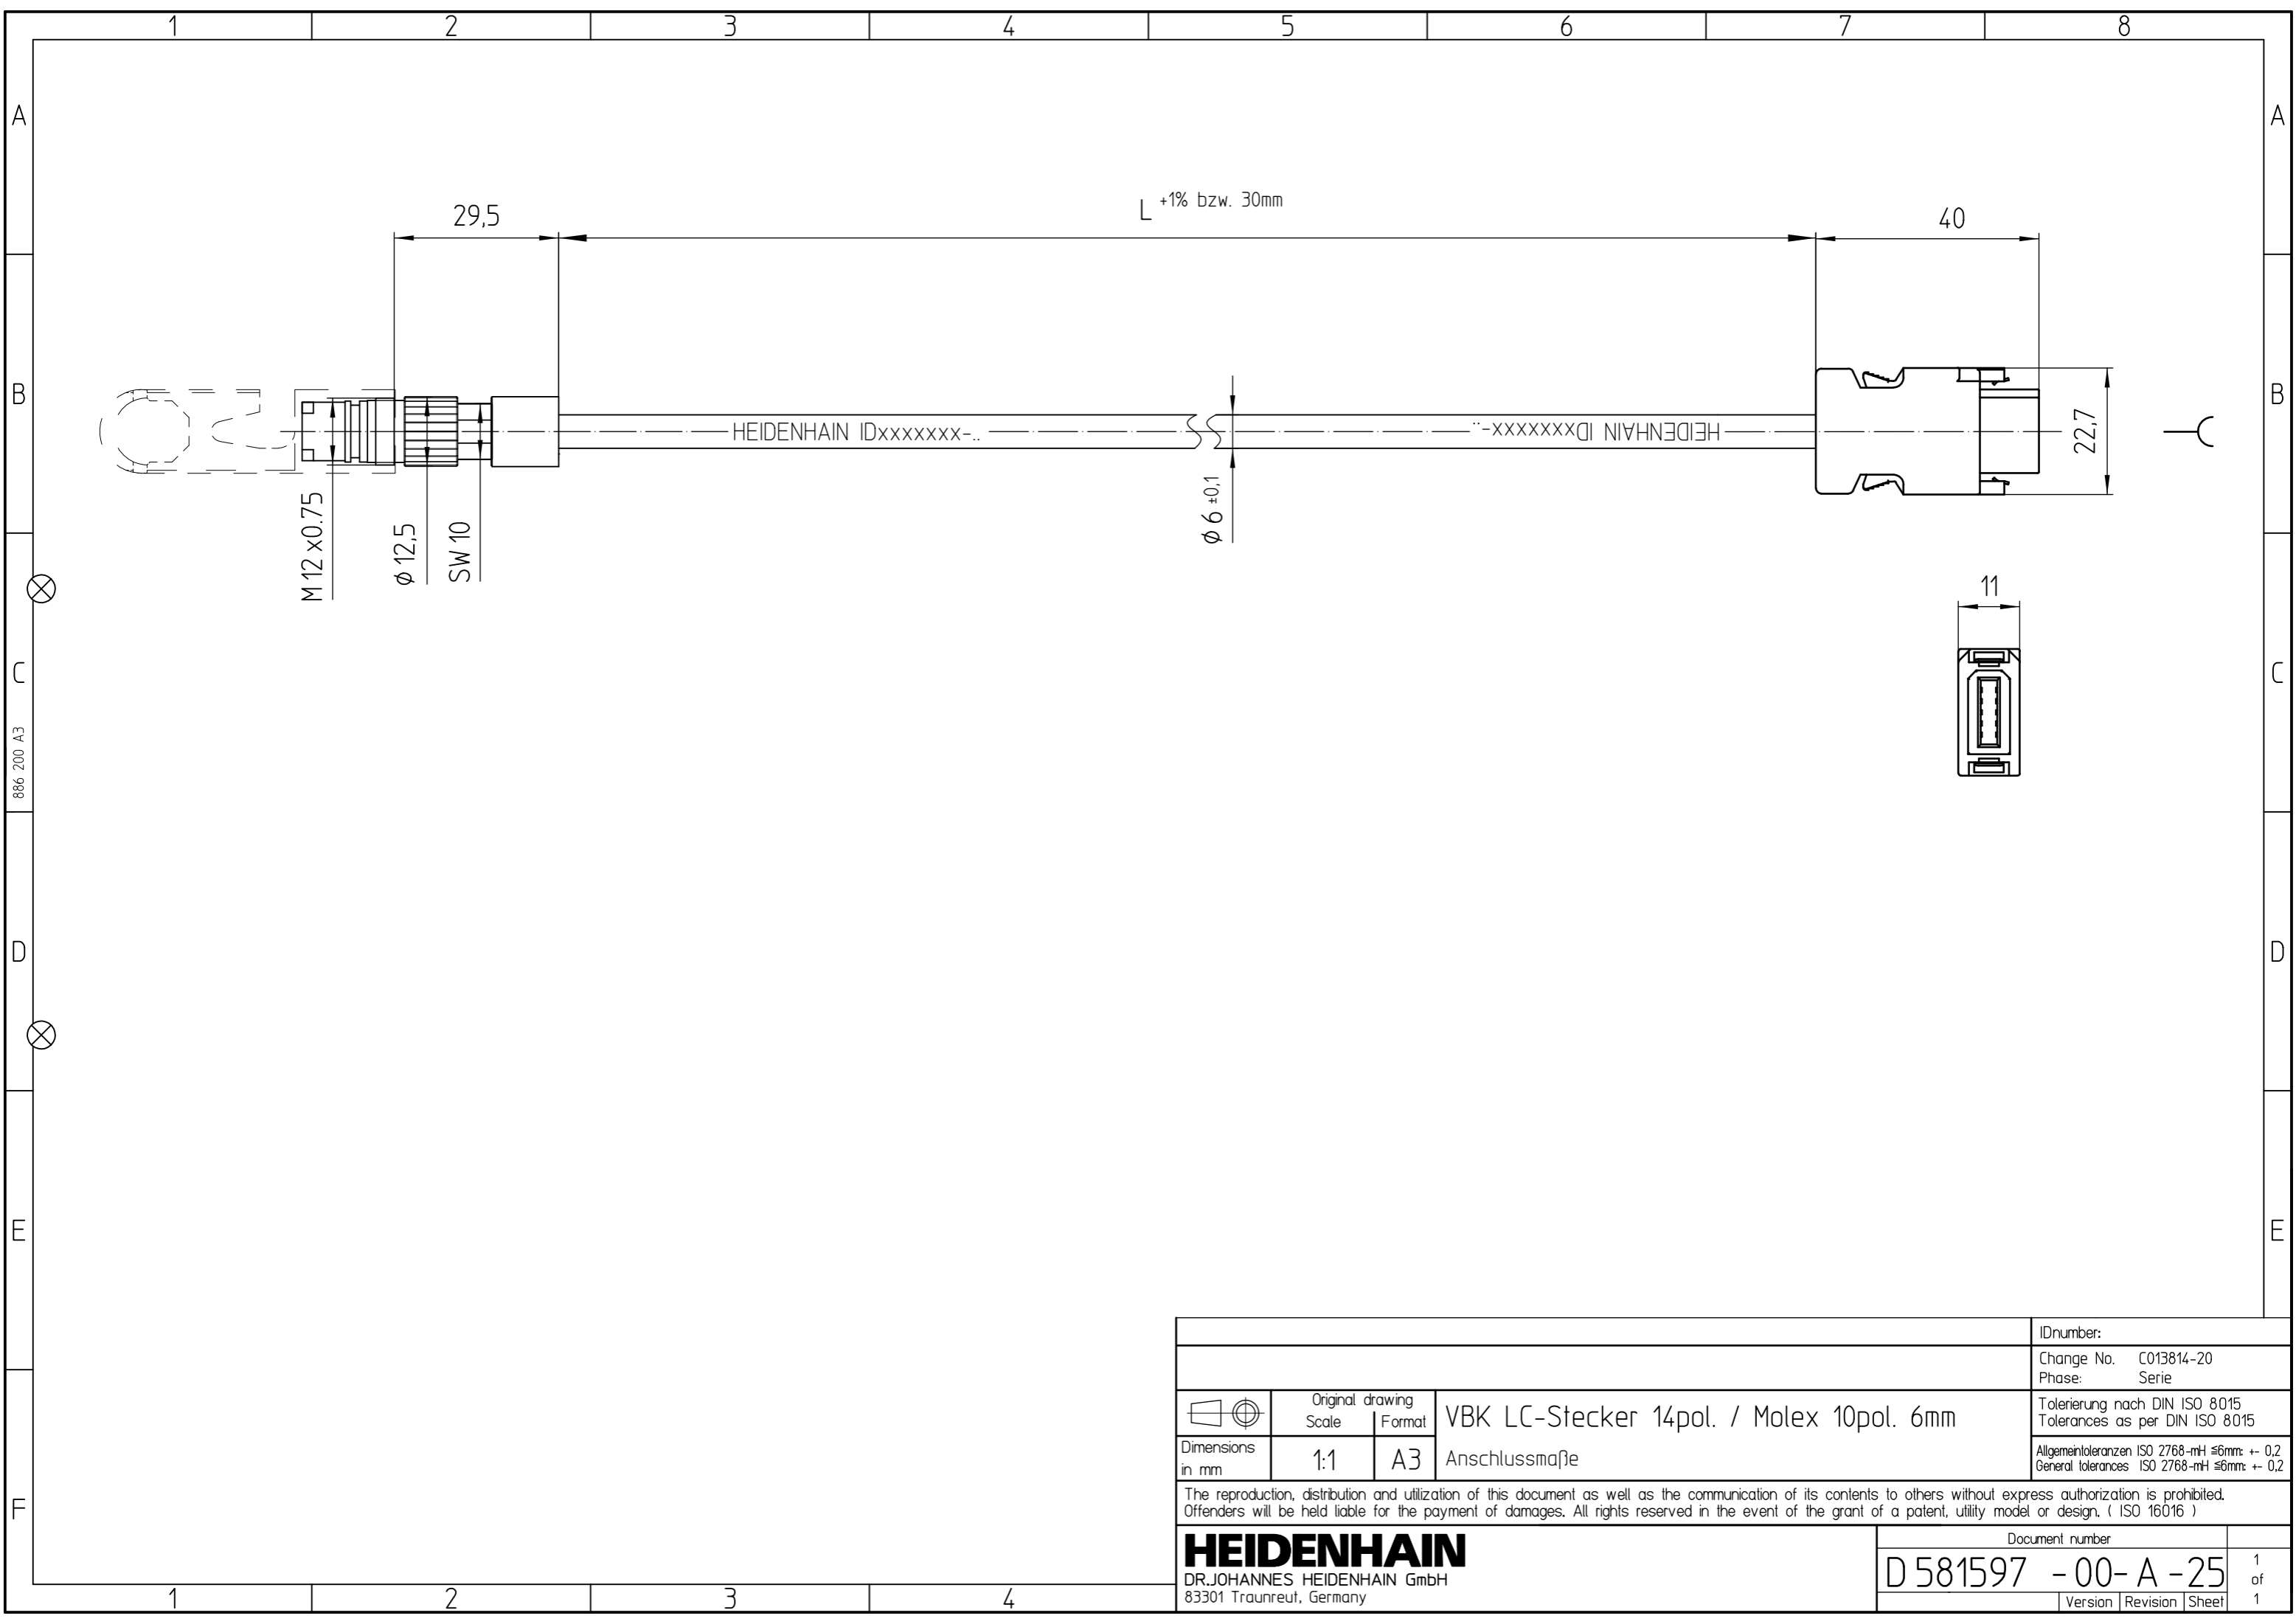 1 2 3 4 5 6 7 8
A A
L +1% bzw. 30mm
29,5
40
B B
HEIDENHAIN IDxxxxxxx-..
HEIDENHAIN IDxxxxxxx-..
22,7
M 12 x0.75
ϕ 12,5
SW 10
ϕ 6 ±0,1
11
C C
886 200 A3
D D
E E
F
IDnumber:
Change No. C013814-20
Phase: Serie
Original drawing
Scale Format
VBK LC-Stecker 14pol. / Molex 10pol. 6mm
Tolerierung nach DIN ISO 8015
Tolerances as per DIN ISO 8015
Dimensions
in mm
1:1
A3
Anschlussmaße
Allgemeintoleranzen ISO 2768-mH ≤6mm: +- 0,2
General tolerances ISO 2768-mH ≤6mm: +- 0,2
The reproduction, distribution and utilization of this document as well as the communication of its contents to others without express authorization is prohibited.
Offenders will be held liable for the payment of damages. All rights reserved in the event of the grant of a patent, utility model or design. ( ISO 16016 )
HEIDENHAIN
DR.JOHANNES HEIDENHAIN GmbH
83301 Traunreut, Germany
Document number
D 581597 -00-A-25
Version Revision Sheet
1
of
1
1 2 3 4